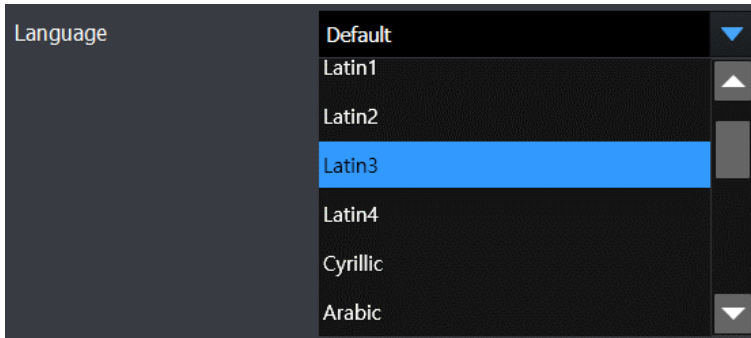 Language
Default
Latin1
Latin2
Latin3
Latin4
Cyrillic
Arabic